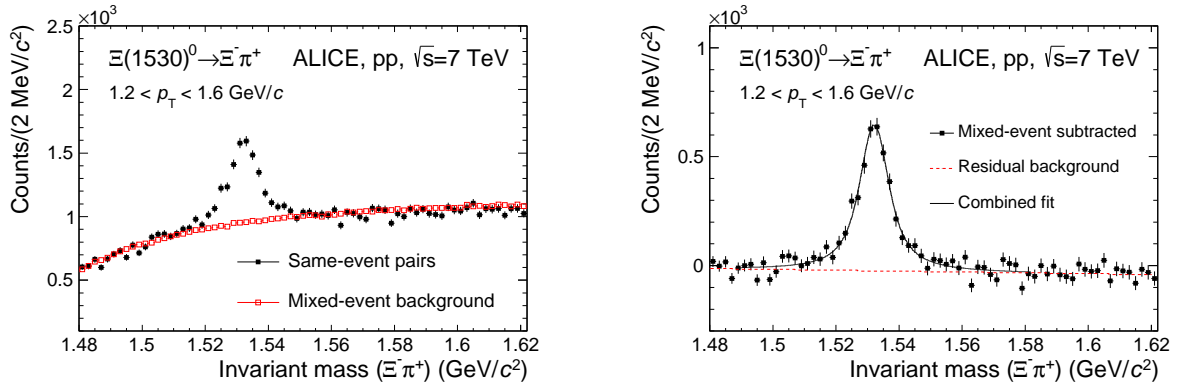 ×10³
2.5
2
1.5
1
0.5
Counts/(2 MeV/c²)
Ξ(1530)⁰→Ξ⁻π⁺ ALICE, pp, √s=7 TeV
1.2 < p_T < 1.6 GeV/c
Same-event pairs
Mixed-event background
1.48 1.5 1.52 1.54 1.56 1.58 1.6 1.62
Invariant mass (Ξ⁻π⁺) (GeV/c²)
×10³
1
0.5
0
Counts/(2 MeV/c²)
Ξ(1530)⁰→Ξ⁻π⁺ ALICE, pp, √s=7 TeV
1.2 < p_T < 1.6 GeV/c
Mixed-event subtracted
Residual background
Combined fit
1.48 1.5 1.52 1.54 1.56 1.58 1.6 1.62
Invariant mass (Ξ⁻π⁺) (GeV/c²)